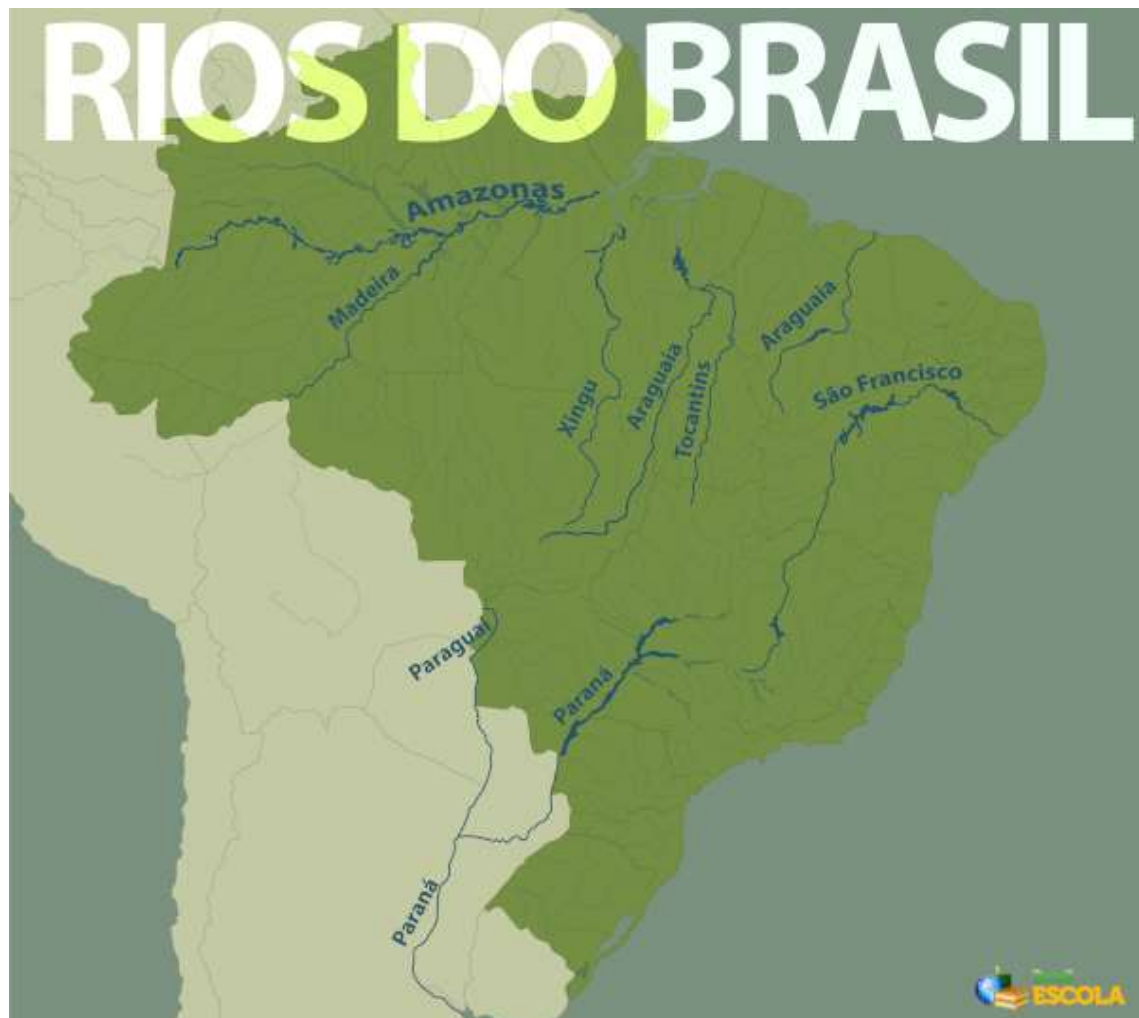 RIOS DO BRASIL
Amazonas
Madeira
Xingu
Araguaia
Tocantins
Araguaia
São Francisco
Paraguai
Paraná
Paraná
ESCOLA